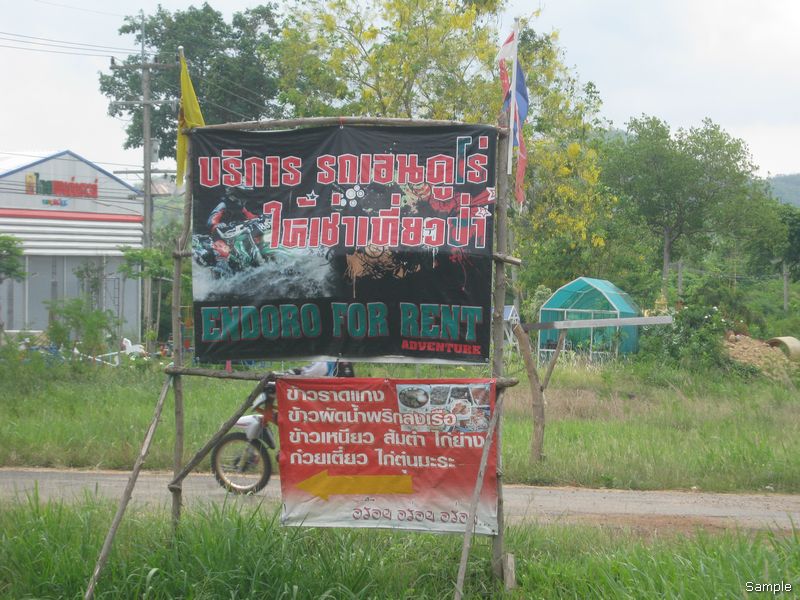 บริการ รถเอนดูโร่
ให้เช่าเที่ยวป่า
ENDORO FOR RENT
ADVENTURE
ข้าวราดแกง
ข้าวผัดน้ำพริกลงเรือ
ข้าวเหนียว ส้มตำ ไก่ย่าง
ก๋วยเตี๋ยว ไก่ตุ๋นมะระ
อร่อย อร่อย อร่อย
Sample